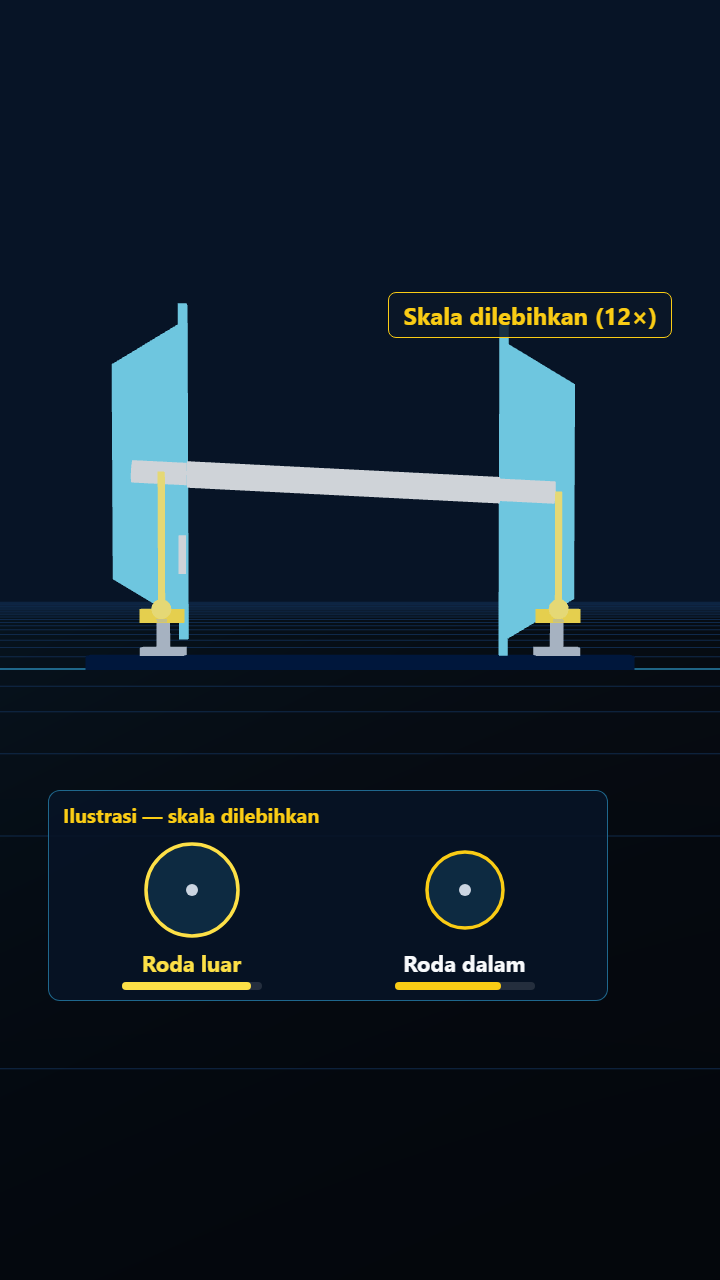 Skala dilebihkan (12×)
Ilustrasi — skala dilebihkan
Roda luar
Roda dalam